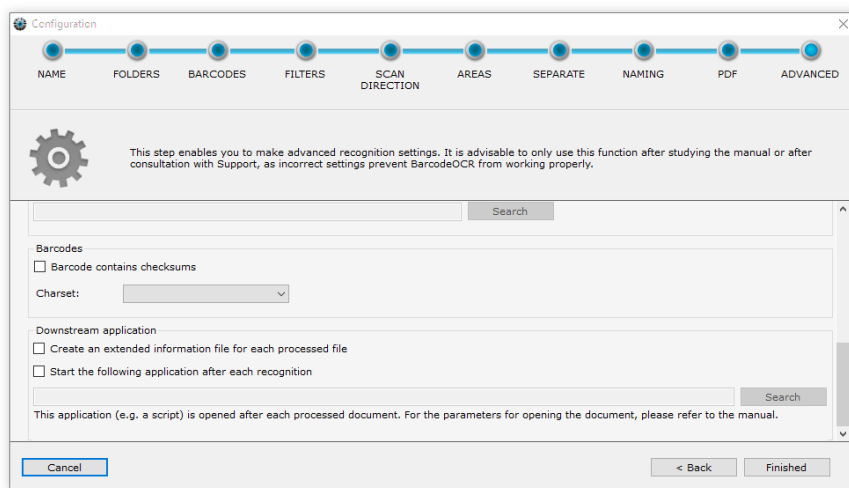 Configuration
NAME
FOLDERS
BARCODES
FILTERS
SCAN
DIRECTION
AREAS
SEPARATE
NAMING
PDF
ADVANCED
This step enables you to make advanced recognition settings. It is advisable to only use this function after studying the manual or after
consultation with Support, as incorrect settings prevent BarcodeOCR from working properly.
Search
Barcodes
Barcode contains checksums
Charset:
Downstream application
Create an extended information file for each processed file
Start the following application after each recognition
Search
This application (e.g. a script) is opened after each processed document. For the parameters for opening the document, please refer to the manual.
Cancel
< Back
Finished